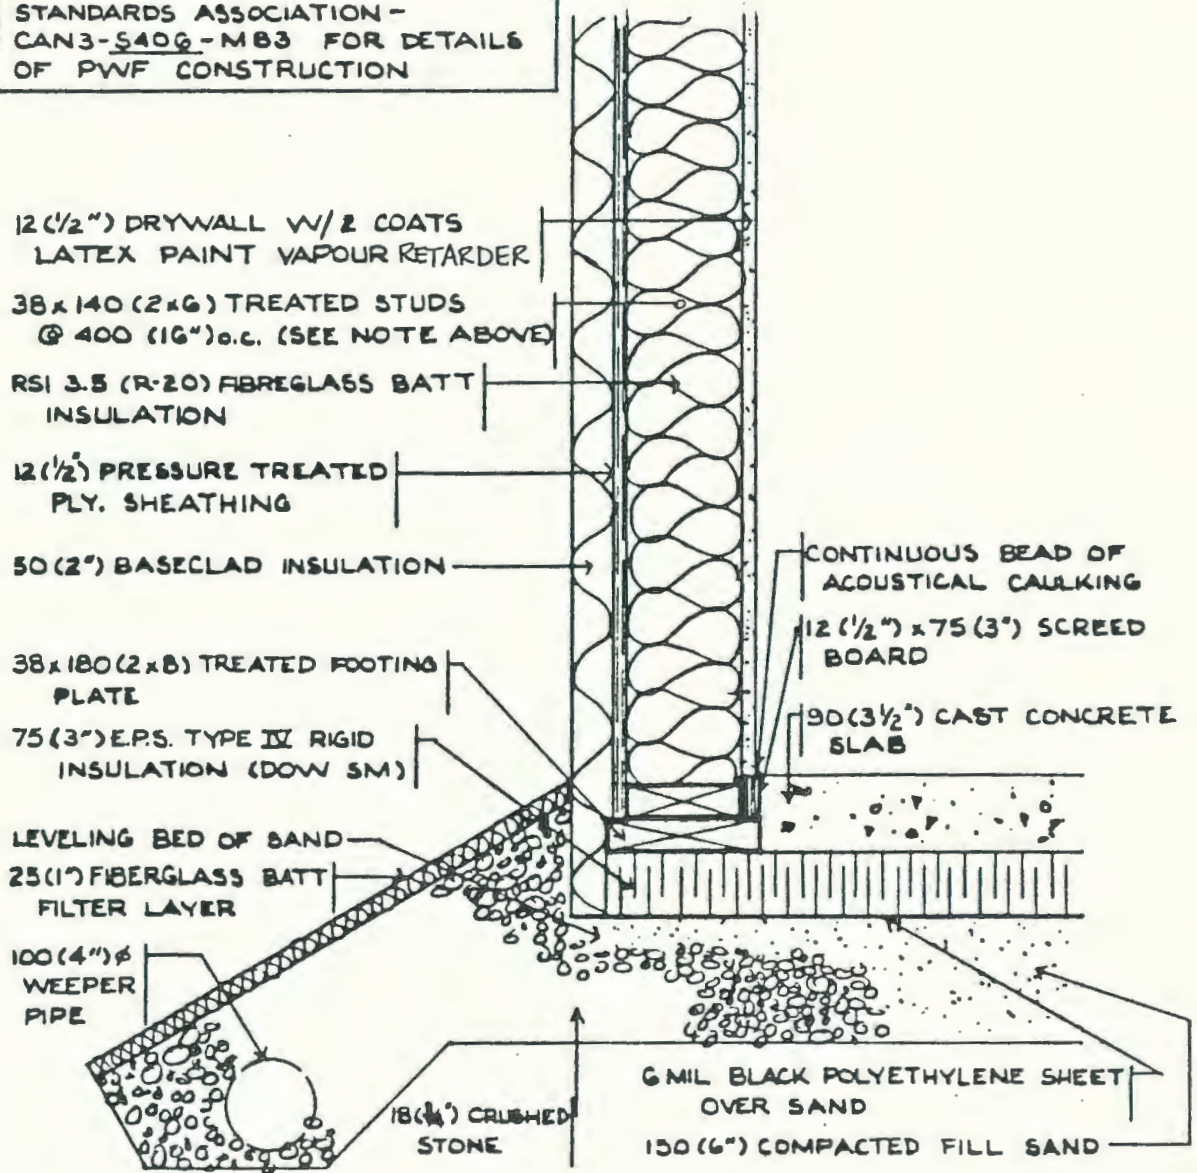 STANDARDS ASSOCIATION -
CAN3-S406-M83 FOR DETAILS
OF PWF CONSTRUCTION
12 (1/2") DRYWALL W/ 2 COATS
LATEX PAINT VAPOUR RETARDER
38 x 140 (2x6) TREATED STUDS
@ 400 (16") o.c. (SEE NOTE ABOVE)
RSI 3.5 (R-20) FIBREGLASS BATT
INSULATION
12 (1/2") PRESSURE TREATED
PLY. SHEATHING
50 (2") BASECLAD INSULATION
38 x 180 (2x8) TREATED FOOTING
PLATE
75 (3") E.P.S. TYPE IV RIGID
INSULATION (DOW SM)
LEVELING BED OF SAND
25 (1") FIBERGLASS BATT
FILTER LAYER
100 (4") ø
WEEPER
PIPE
CONTINUOUS BEAD OF
ACOUSTICAL CAULKING
12 (1/2") x 75 (3") SCREED
BOARD
90 (3 1/2") CAST CONCRETE
SLAB
18 (3/4") CRUSHED
STONE
6 MIL BLACK POLYETHYLENE SHEET
OVER SAND
150 (6") COMPACTED FILL SAND